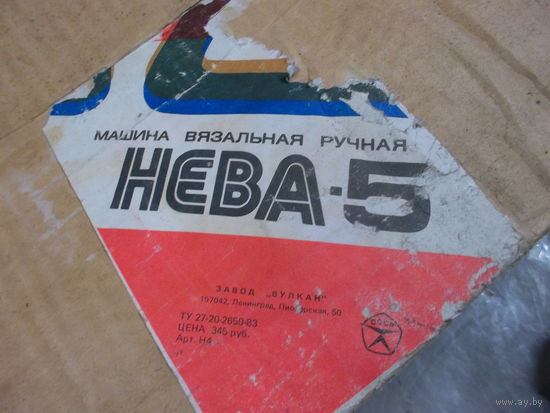 МАШИНА ВЯЗАЛЬНАЯ РУЧНАЯ
НЕВА-5
ЗАВОД „ВУЛКАН"
197042, Ленинград, Пионерская, 50
ТУ 27-20-2659-83
ЦЕНА 345 руб.
Арт. Н4
СССР
www.ay.by